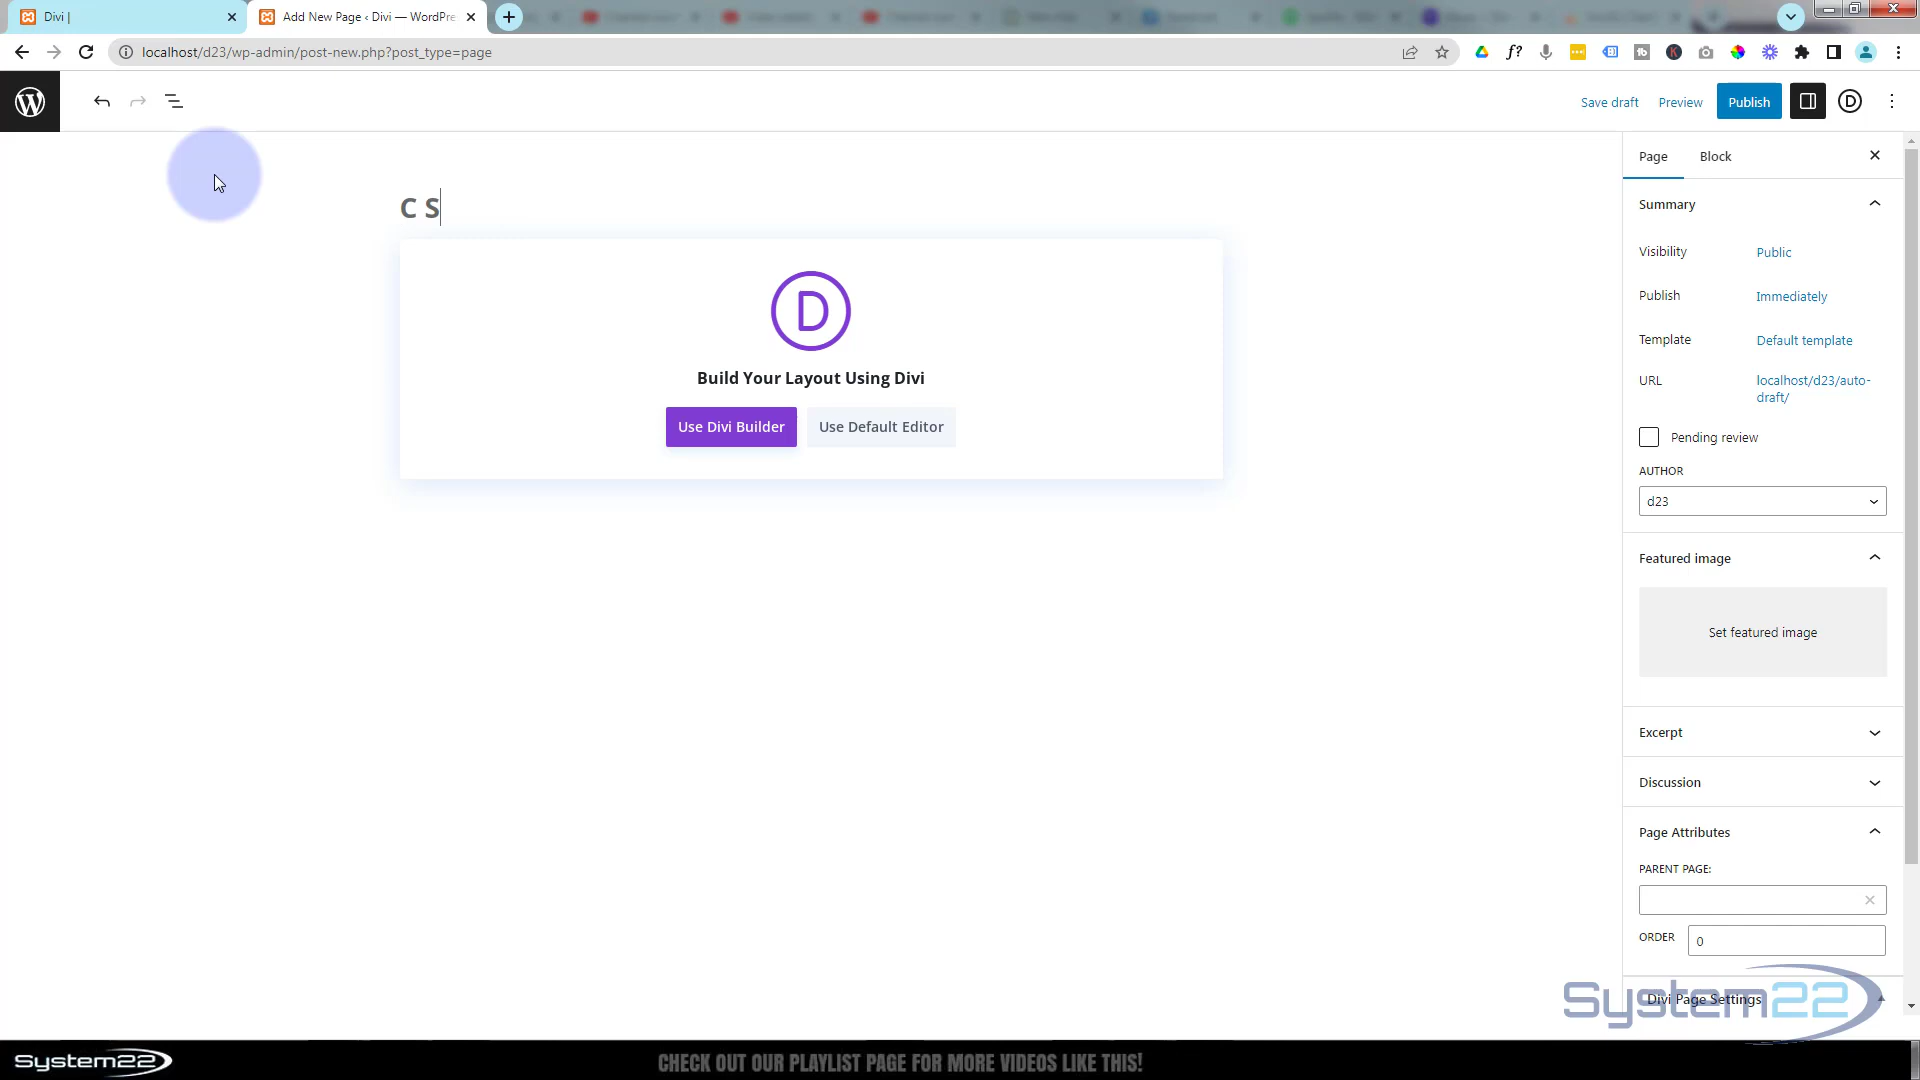 Divi |
Add New Page ‹ Divi — WordPre
localhost/d23/wp-admin/post-new.php?post_type=page
Save draft
Preview
Publish
Page
Block
C S
Summary
Visibility
Public
Publish
Immediately
Template
Default template
URL
localhost/d23/auto-
draft/
Pending review
AUTHOR
d23
D
Build Your Layout Using Divi
Use Divi Builder
Use Default Editor
Featured image
Set featured image
Excerpt
Discussion
Page Attributes
PARENT PAGE:
ORDER
0
Divi Page Settings
System22
System22
CHECK OUT OUR PLAYLIST PAGE FOR MORE VIDEOS LIKE THIS!